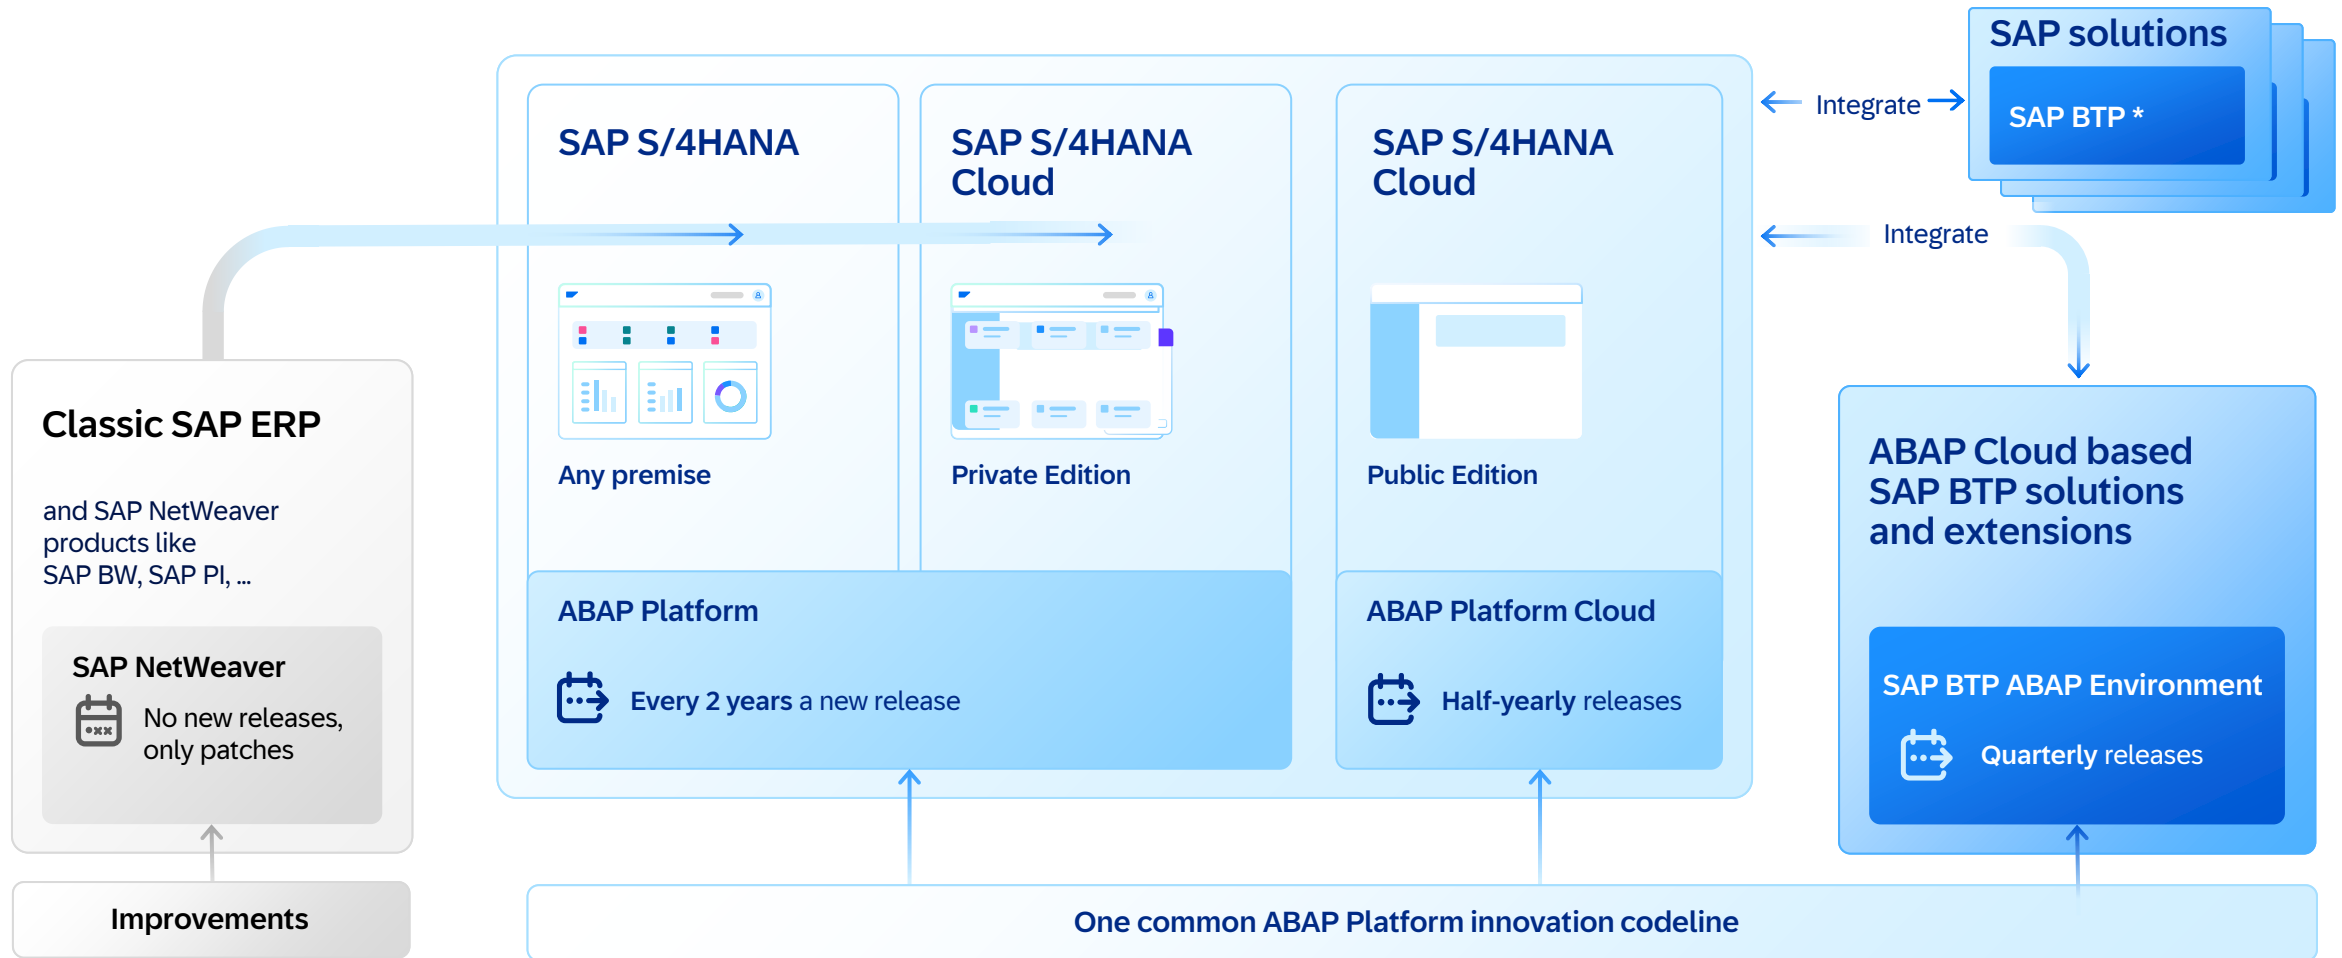 SAP solutions
SAP BTP *
Integrate
Integrate
SAP S/4HANA
Any premise
SAP S/4HANA
Cloud
Private Edition
SAP S/4HANA
Cloud
Public Edition
ABAP Platform
Every 2 years a new release
ABAP Platform Cloud
Half-yearly releases
Classic SAP ERP
and SAP NetWeaver
products like
SAP BW, SAP PI, ...
SAP NetWeaver
No new releases,
only patches
Improvements
ABAP Cloud based
SAP BTP solutions
and extensions
SAP BTP ABAP Environment
Quarterly releases
One common ABAP Platform innovation codeline